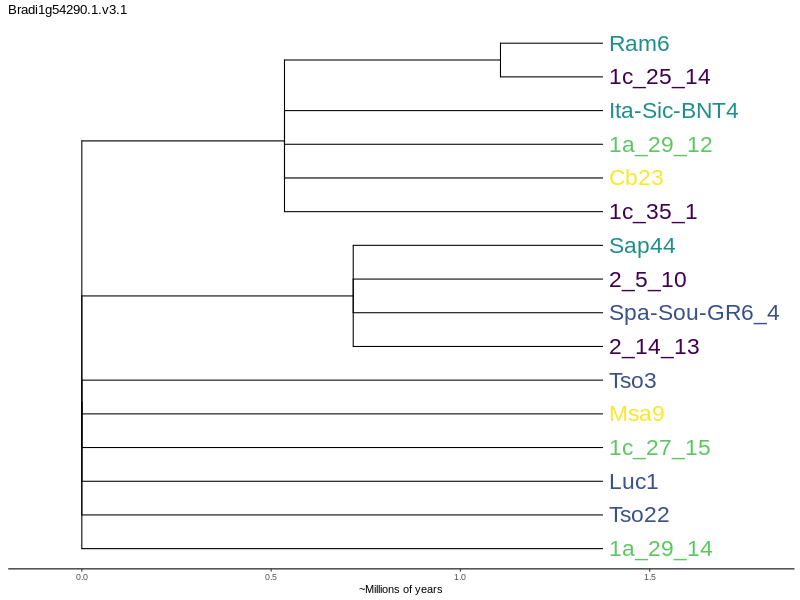 Bradi1g54290.1.v3.1
Ram6
1c_25_14
Ita-Sic-BNT4
1a_29_12
Cb23
1c_35_1
Sap44
2_5_10
Spa-Sou-GR6_4
2_14_13
Tso3
Msa9
1c_27_15
Luc1
Tso22
1a_29_14
0.0 0.5 1.0 1.5
~Millions of years